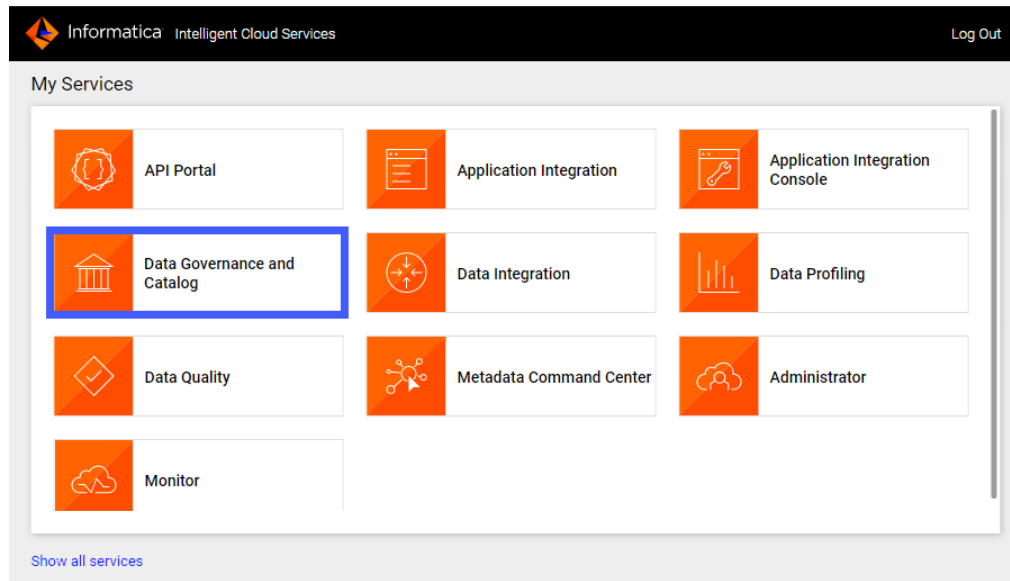 Informatica Intelligent Cloud Services
Log Out
My Services
API Portal
Application Integration
Application Integration
Console
Data Governance and
Catalog
Data Integration
Data Profiling
Data Quality
Metadata Command Center
Administrator
Monitor
Show all services